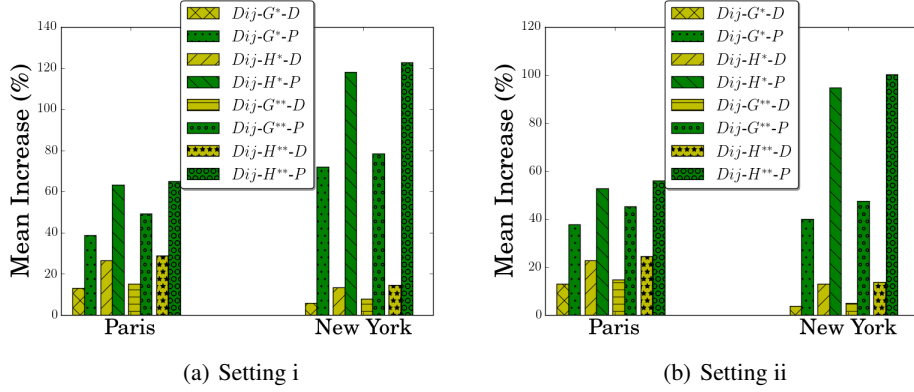 140
120
100
80
60
40
20
0
Mean Increase (%)
Paris
New York
Dij-G*-D
Dij-G*-P
Dij-H*-D
Dij-H*-P
Dij-G**-D
Dij-G**-P
Dij-H**-D
Dij-H**-P
(a) Setting i
120
100
80
60
40
20
0
Mean Increase (%)
Paris
New York
Dij-G*-D
Dij-G*-P
Dij-H*-D
Dij-H*-P
Dij-G**-D
Dij-G**-P
Dij-H**-D
Dij-H**-P
(b) Setting ii